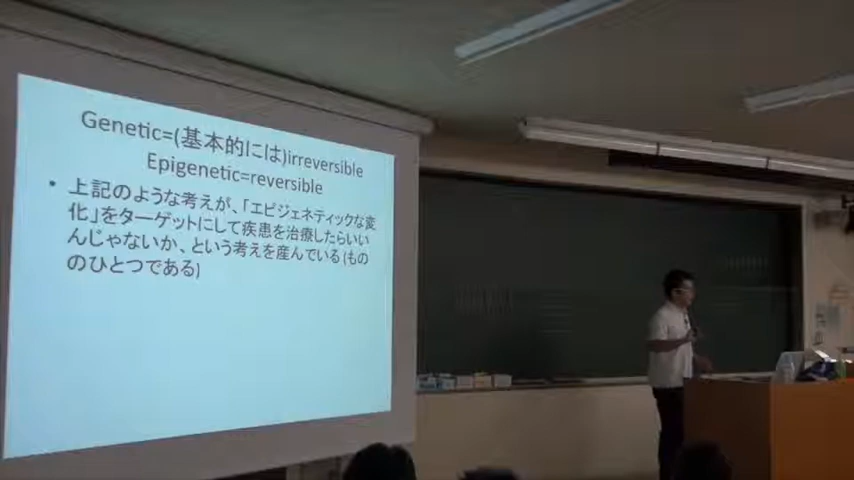 Genetic=(基本的には)irreversible
Epigenetic=reversible
• 上記のような考えが、「エピジェネティックな変
化」をターゲットにして疾患を治療したらいい
んじゃないか、という考えを産んでいる(もの
のひとつである)